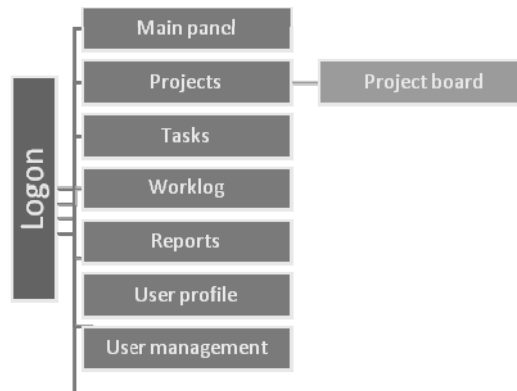 Logon
Main panel
Projects
Project board
Tasks
Worklog
Reports
User profile
User management